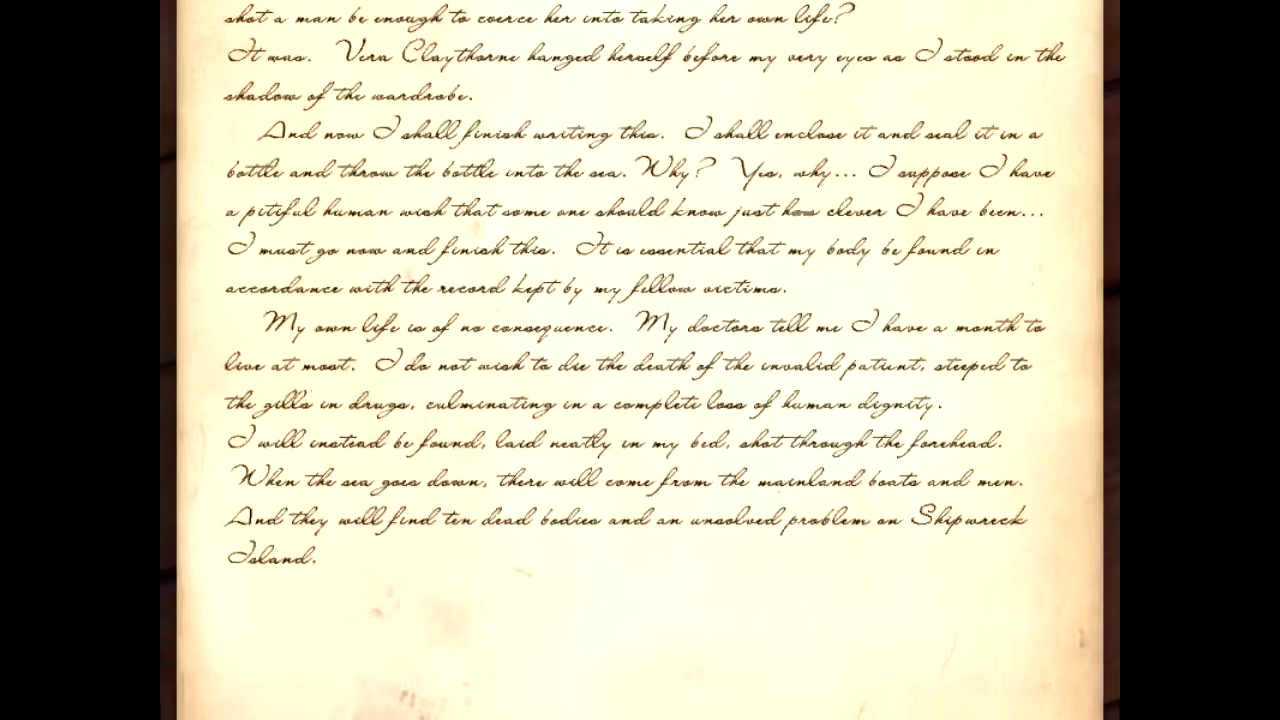 shot a man be enough to coerce her into taking her own life?
It was. Vera Claythorne hanged herself before my very eyes as I stood in the
shadow of the wardrobe.
And now I shall finish writing this. I shall enclose it and seal it in a
bottle and throw the bottle into the sea. Why? Yes, why... I suppose I have
a pitiful human wish that some one should know just how clever I have been...
I must go now and finish this. It is essential that my body be found in
accordance with the record kept by my fellow victims.
My own life is of no consequence. My doctors tell me I have a month to
live at most. I do not wish to die the death of the invalid patient, steeped to
the gills in drugs, culminating in a complete loss of human dignity.
I will instead be found, laid neatly in my bed, shot through the forehead.
When the sea goes down, there will come from the mainland boats and men.
And they will find ten dead bodies and an unsolved problem on Shipwreck
Island.